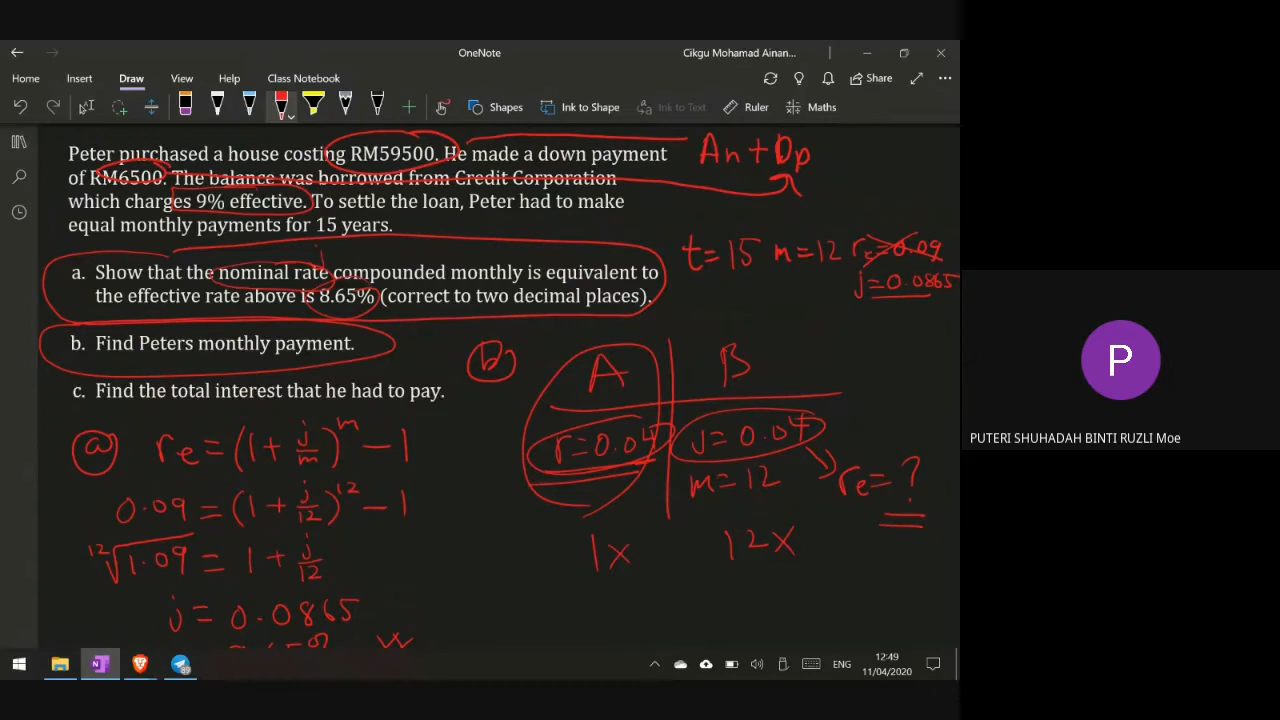 OneNote
Cikgu Mohamad Ainan...
Home Insert Draw View Help Class Notebook
Share
Shapes Ink to Shape Ink to Text Ruler Maths
Peter purchased a house costing RM59500. He made a down payment
of RM6500. The balance was borrowed from Credit Corporation
which charges 9% effective. To settle the loan, Peter had to make
equal monthly payments for 15 years.
An + Dp
t = 15 m = 12 re = 0.09
j = 0.0865
a. Show that the nominal rate compounded monthly is equivalent to
the effective rate above is 8.65% (correct to two decimal places).
j
b. Find Peters monthly payment.
c. Find the total interest that he had to pay.
b
A B
r = 0.04 j = 0.04
m = 12 re = ?
1x 12x
a re = (1 + j/m)^m - 1
0.09 = (1 + j/12)^12 - 1
12√1.09 = 1 + j/12
j = 0.0865
P
PUTERI SHUHADAH BINTI RUZLI Moe
ENG
12:49
11/04/2020